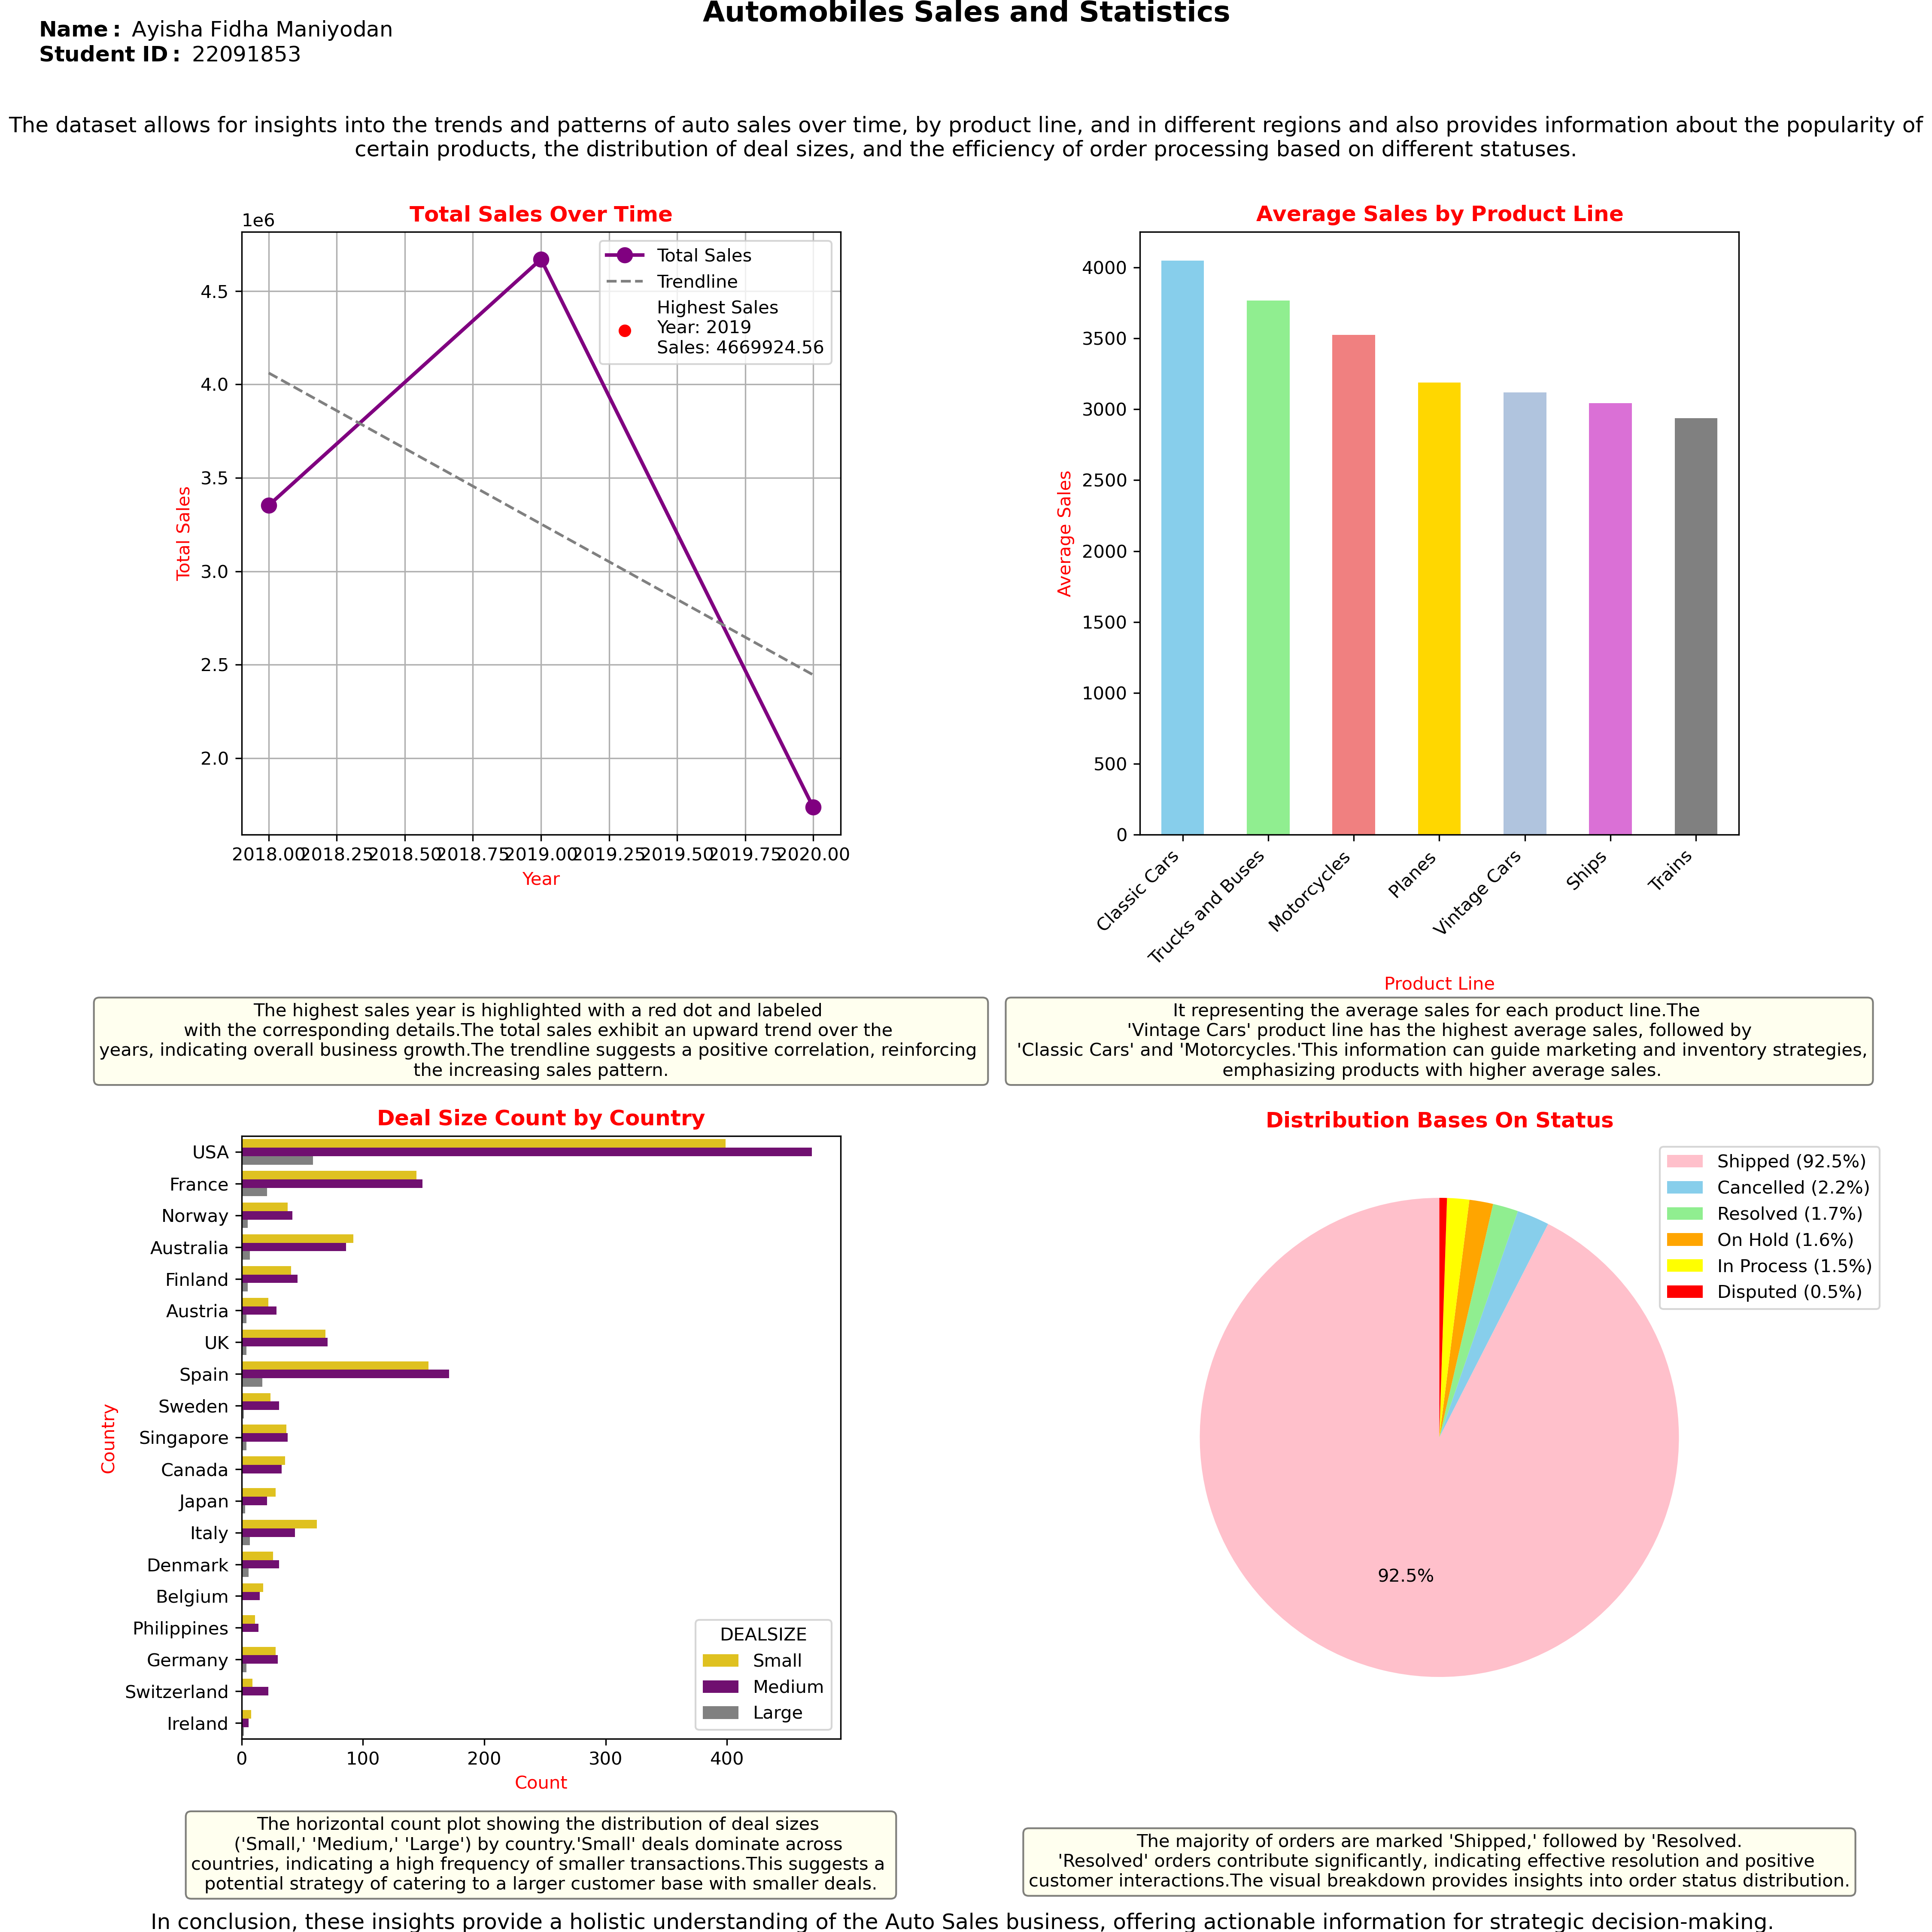 Automobiles Sales and Statistics
Name: Ayisha Fidha Maniyodan
Student ID: 22091853
The dataset allows for insights into the trends and patterns of auto sales over time, by product line, and in different regions and also provides information about the popularity of
certain products, the distribution of deal sizes, and the efficiency of order processing based on different statuses.
Total Sales Over Time
1e6
Total Sales
Trendline
Highest Sales
Year: 2019
Sales: 4669924.56
4.5
4.0
3.5
3.0
2.5
2.0
Total Sales
2018.00 2018.25 2018.50 2018.75 2019.00 2019.25 2019.50 2019.75 2020.00
Year
Average Sales by Product Line
4000
3500
3000
2500
2000
1500
1000
500
0
Average Sales
Classic Cars
Trucks and Buses
Motorcycles
Planes
Vintage Cars
Ships
Trains
Product Line
The highest sales year is highlighted with a red dot and labeled
with the corresponding details.The total sales exhibit an upward trend over the
years, indicating overall business growth.The trendline suggests a positive correlation, reinforcing
the increasing sales pattern.
It representing the average sales for each product line.The
'Vintage Cars' product line has the highest average sales, followed by
'Classic Cars' and 'Motorcycles.'This information can guide marketing and inventory strategies,
emphasizing products with higher average sales.
Deal Size Count by Country
USA
France
Norway
Australia
Finland
Austria
UK
Spain
Sweden
Singapore
Canada
Japan
Italy
Denmark
Belgium
Philippines
Germany
Switzerland
Ireland
Country
DEALSIZE
Small
Medium
Large
0 100 200 300 400
Count
Distribution Bases On Status
Shipped (92.5%)
Cancelled (2.2%)
Resolved (1.7%)
On Hold (1.6%)
In Process (1.5%)
Disputed (0.5%)
92.5%
The horizontal count plot showing the distribution of deal sizes
('Small,' 'Medium,' 'Large') by country.'Small' deals dominate across
countries, indicating a high frequency of smaller transactions.This suggests a
potential strategy of catering to a larger customer base with smaller deals.
The majority of orders are marked 'Shipped,' followed by 'Resolved.
'Resolved' orders contribute significantly, indicating effective resolution and positive
customer interactions.The visual breakdown provides insights into order status distribution.
In conclusion, these insights provide a holistic understanding of the Auto Sales business, offering actionable information for strategic decision-making.